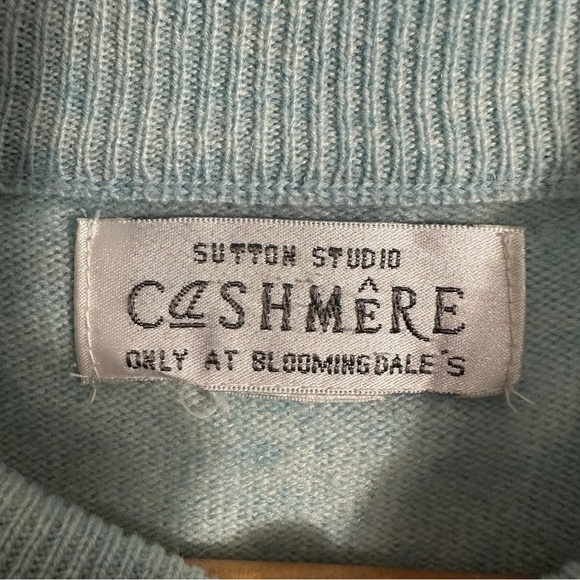 SUTTON STUDIO
CaSHMÊRE
ONLY AT BLOOMINGDALE'S